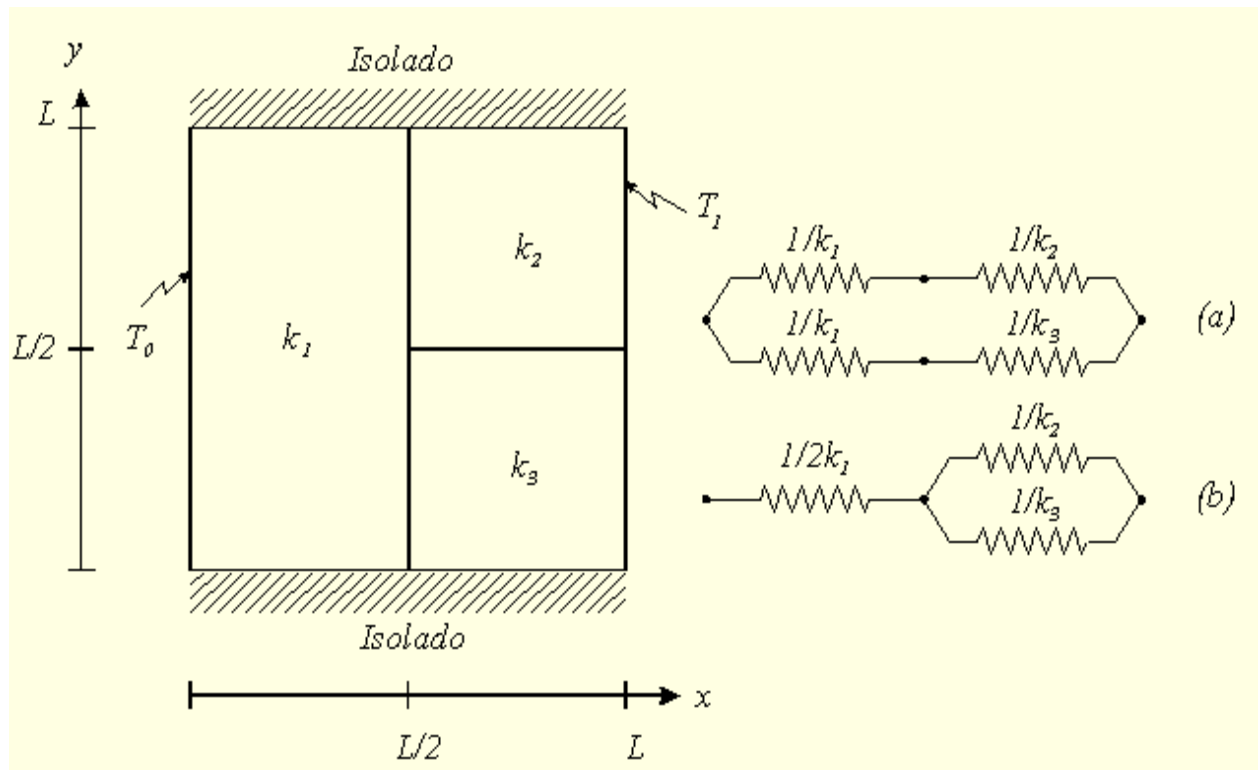 Isolado
y
L
T₁
k₂
1/k₁ 1/k₂
(a)
T₀
L/2
k₁
1/k₁ 1/k₃
k₃
1/k₂
1/2k₁
(b)
1/k₃
Isolado
x
L/2 L